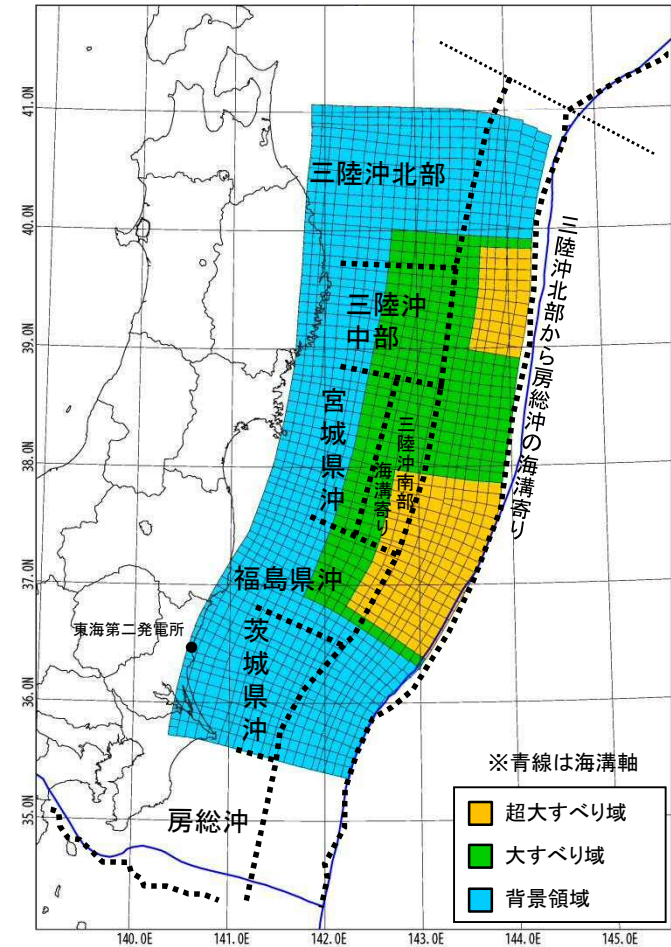 41.0N
三陸沖北部
40.0N
三陸沖北部から房総沖の海溝寄り
三陸沖
中部
39.0N
宮城県沖
三陸沖南部
海溝寄り
38.0N
37.0N
福島県沖
東海第二発電所
茨城県沖
36.0N
※青線は海溝軸
房総沖
35.0N
超大すべり域
大すべり域
背景領域
140.0E
141.0E
142.0E
143.0E
144.0E
145.0E